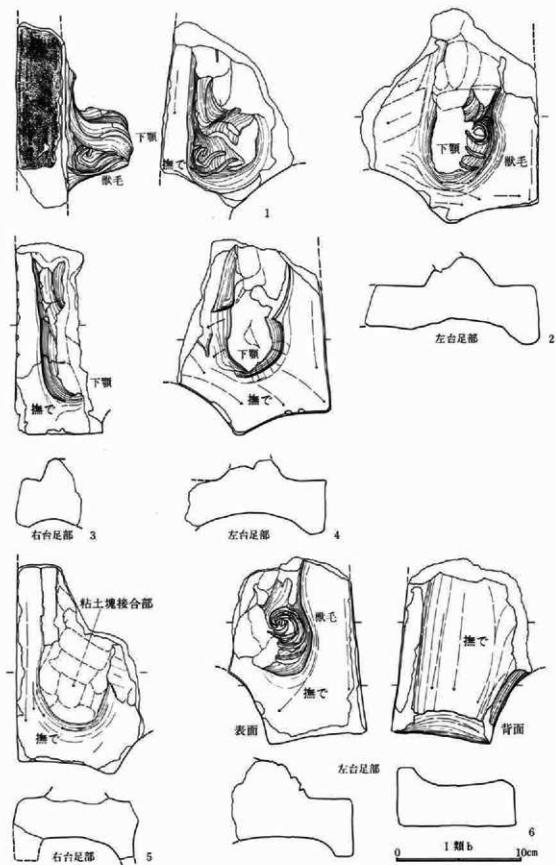 下顎
獣毛
撫で
1
下顎
獣毛
左台足部 2
下顎
撫で
右台足部 3
下顎
撫で
左台足部 4
粘土塊接合部
撫で
右台足部 5
獣毛
撫で
表面
撫で
背面
左台足部
6
I類b
0 10cm